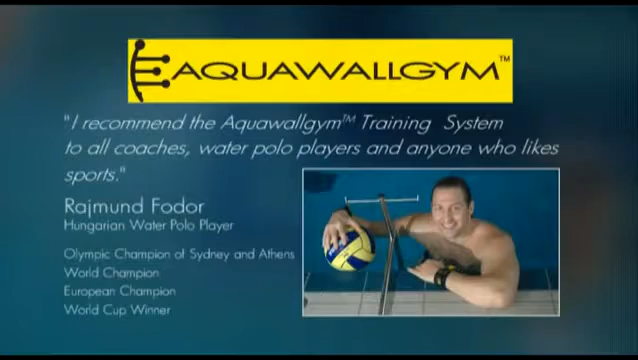 AQUAWALLGYM™
"I recommend the Aquawallgym™ Training System
to all coaches, water polo players and anyone who likes
sports."
Rajmund Fodor
Hungarian Water Polo Player
Olympic Champion of Sydney and Athens
World Champion
European Champion
World Cup Winner